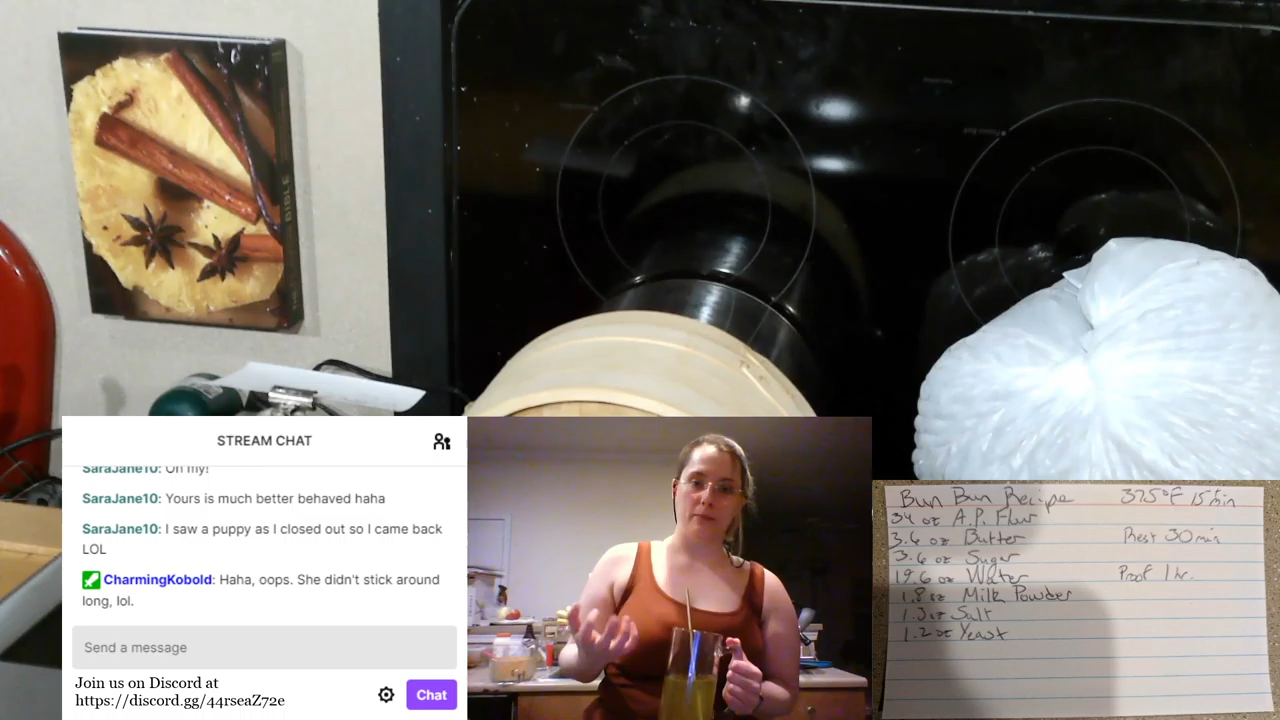 BIBLE
STREAM CHAT
SaraJane10: Oh my!
SaraJane10: Yours is much better behaved haha
SaraJane10: I saw a puppy as I closed out so I came back
LOL
CharmingKobold: Haha, oops. She didn't stick around
long, lol.
Send a message
Join us on Discord at
https://discord.gg/44rseaZ72e
Chat
Bun Bun Recipe 375°F 15 min
34 oz A.P. Flour
3.6 oz Butter Rest 30 min
3.6 oz Sugar
19.6 oz Water Proof 1 hr.
1.8 oz Milk Powder
1.3 oz Salt
1.2 oz Yeast